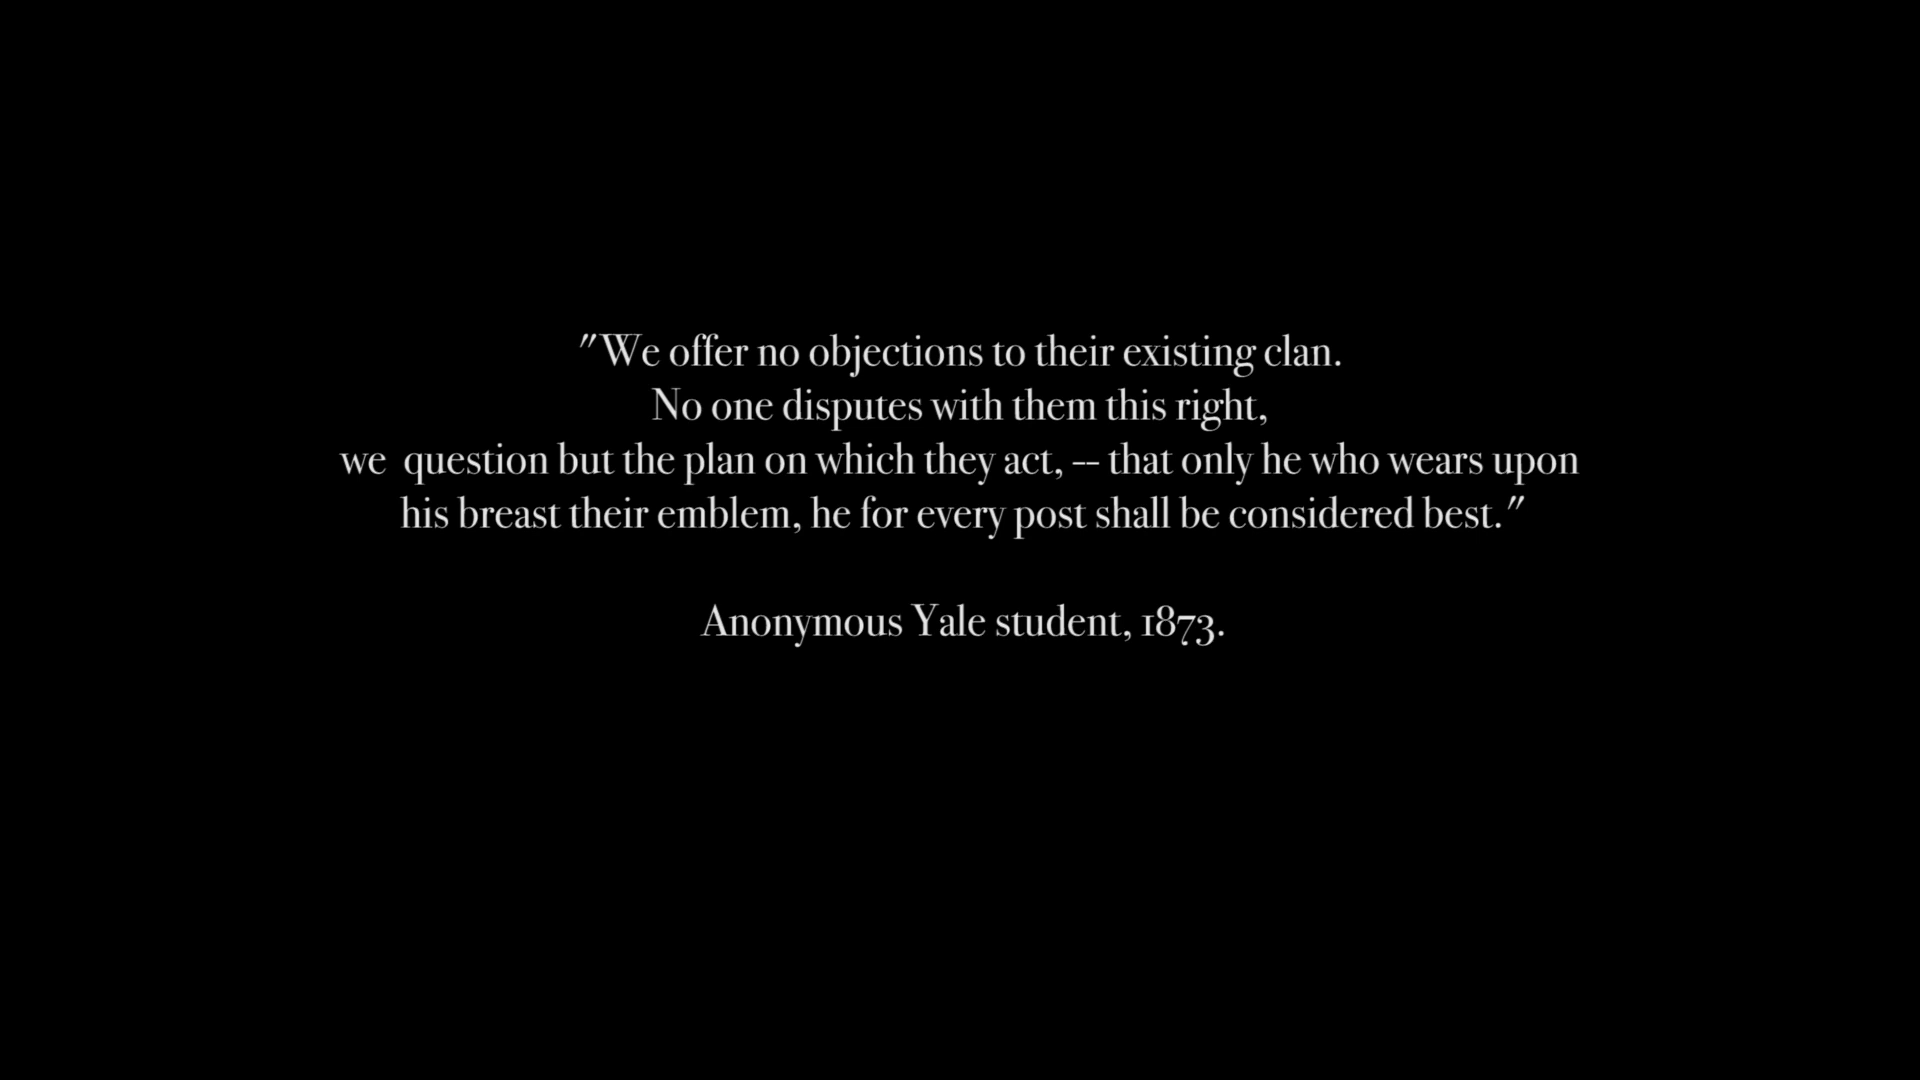 "We offer no objections to their existing clan.
No one disputes with them this right,
we  question but the plan on which they act, -- that only he who wears upon
his breast their emblem, he for every post shall be considered best."
Anonymous Yale student, 1873.